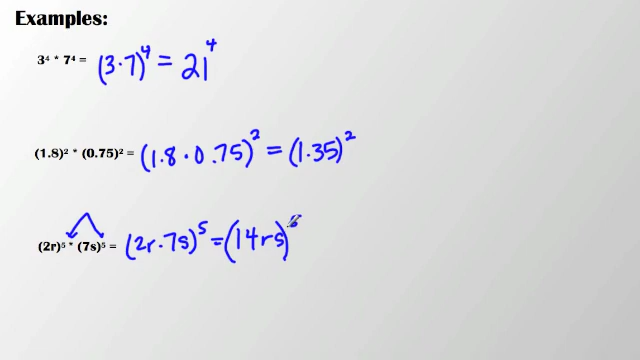 Examples:
3⁴ * 7⁴ = (3·7)⁴ = 21⁴
(1.8)² * (0.75)² = (1.8·0.75)² = (1.35)²
(2r)⁵ * (7s)⁵ = (2r·7s)⁵ = (14rs)